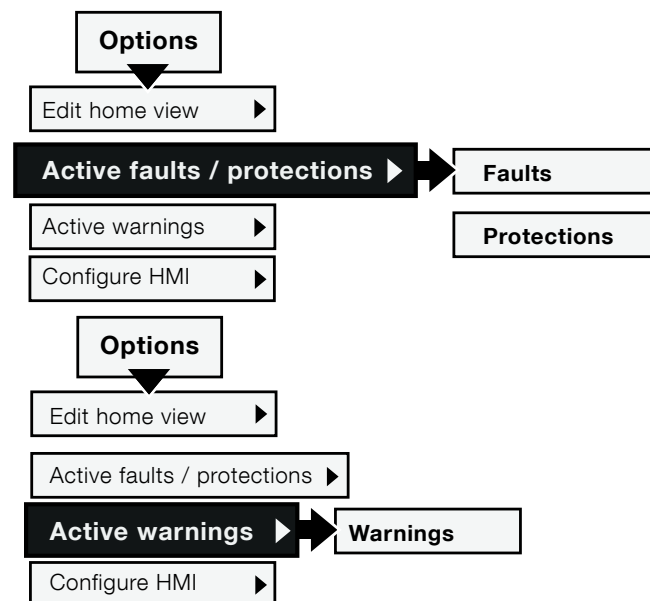 Options
Edit home view
Active faults / protections
Faults
Active warnings
Protections
Configure HMI
Options
Edit home view
Active faults / protections
Active warnings
Warnings
Configure HMI